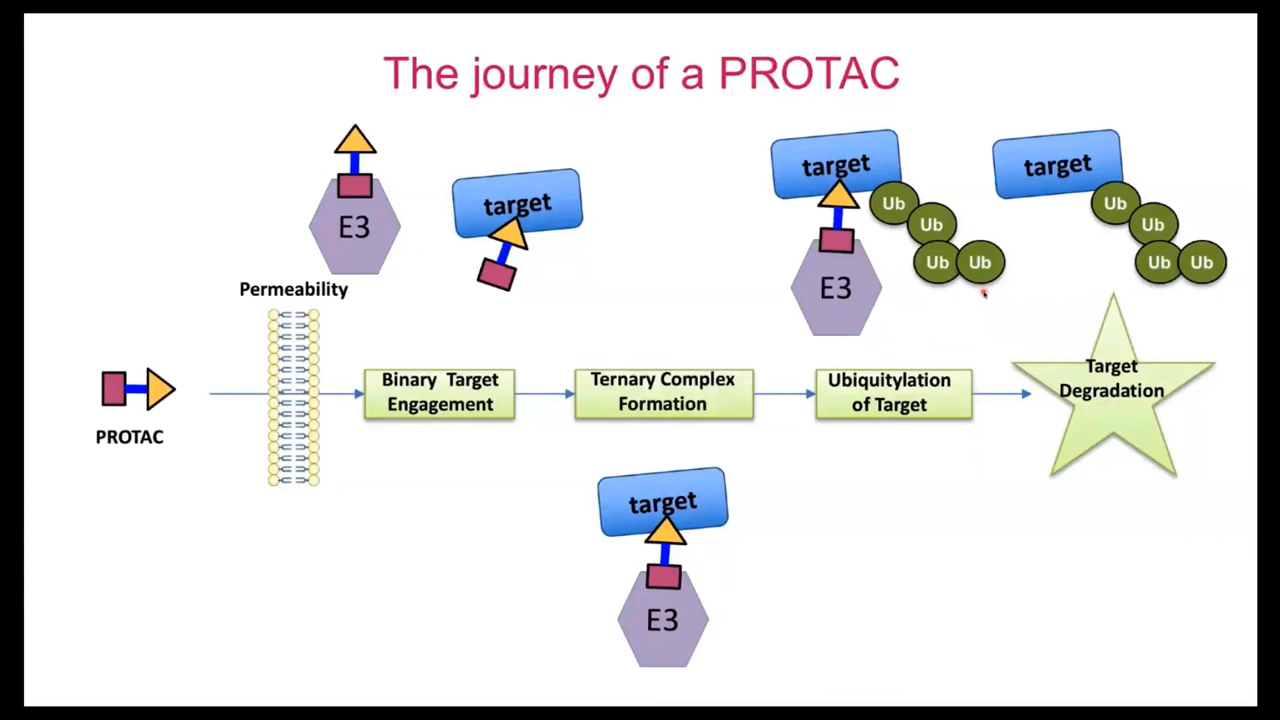 The journey of a PROTAC
E3
target
target
Ub
Ub
Ub
Ub
E3
target
Ub
Ub
Ub
Ub
Permeability
PROTAC
Binary Target
Engagement
Ternary Complex
Formation
Ubiquitylation
of Target
Target
Degradation
target
E3